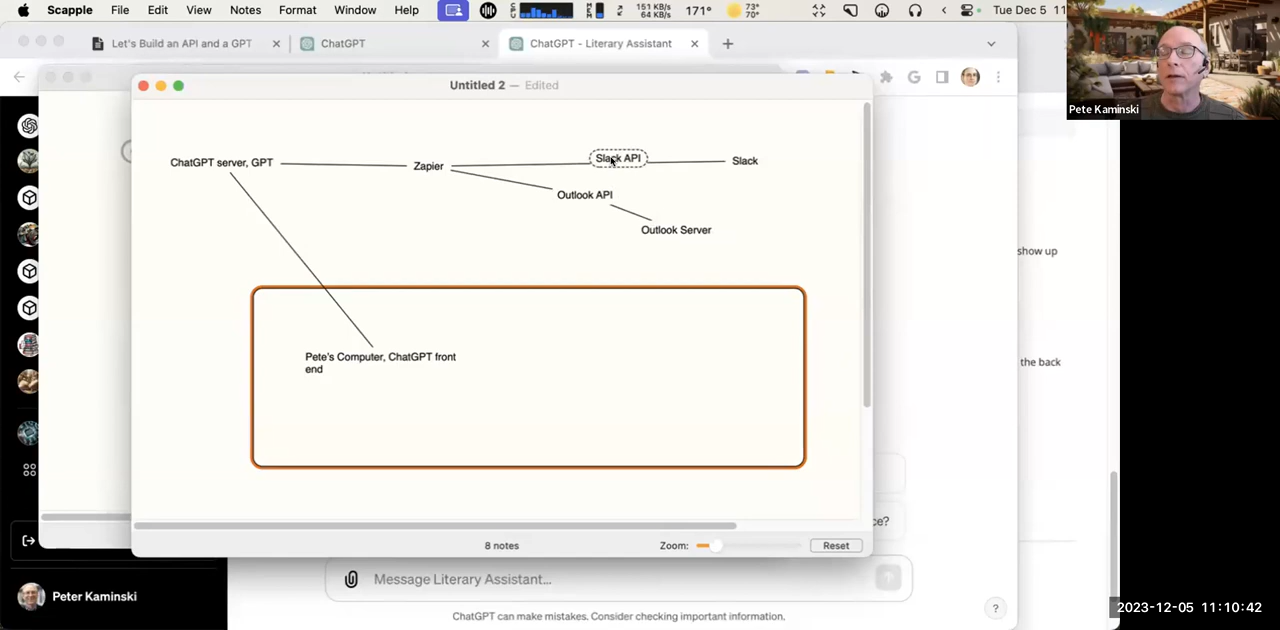 Scapple File Edit View Notes Format Window Help 151 KB/s 64 KB/s 171° 73° 70° Tue Dec 5 11
Let's Build an API and a GPT ChatGPT ChatGPT - Literary Assistant
Untitled 2 — Edited
Pete Kaminski
ChatGPT server, GPT
Zapier
Slack API
Slack
Outlook API
Outlook Server
show up
Pete's Computer, ChatGPT front
end
the back
ce?
8 notes
Zoom:
Reset
Message Literary Assistant...
Peter Kaminski
ChatGPT can make mistakes. Consider checking important information.
?
2023-12-05 11:10:42